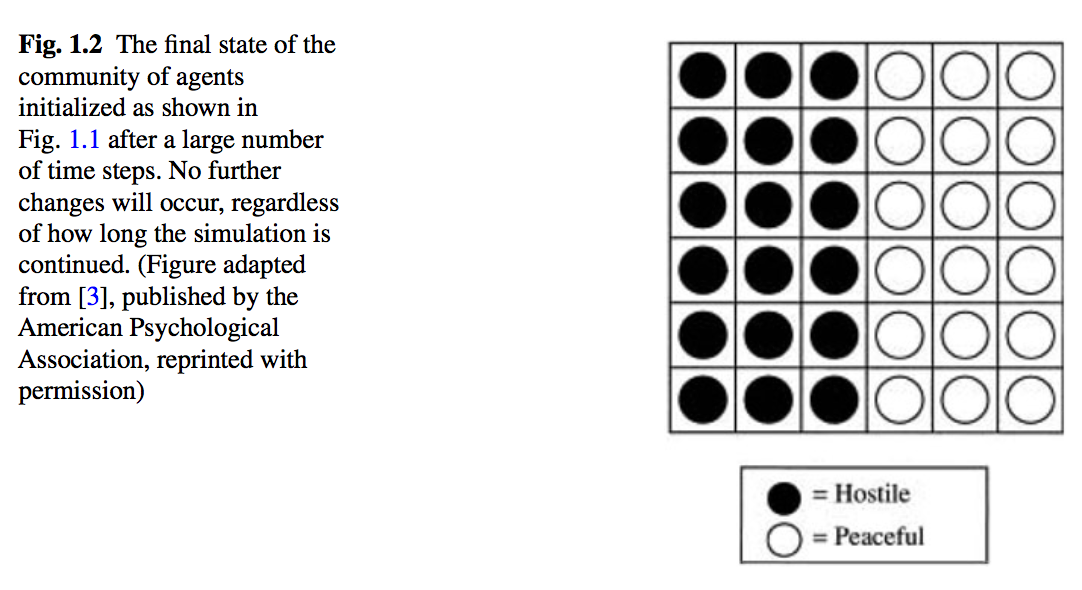 Fig. 1.2 The final state of the
community of agents
initialized as shown in
Fig. 1.1 after a large number
of time steps. No further
changes will occur, regardless
of how long the simulation is
continued. (Figure adapted
from [3], published by the
American Psychological
Association, reprinted with
permission)
= Hostile
= Peaceful